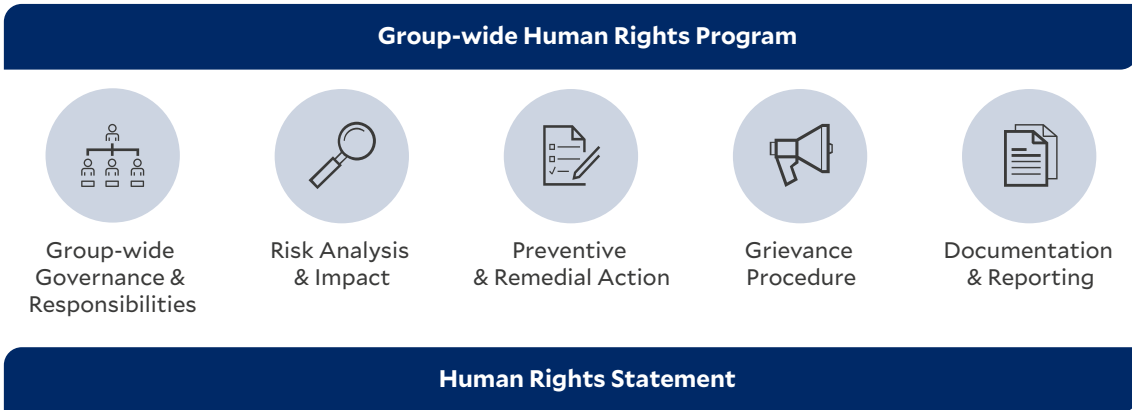 Group-wide Human Rights Program
Group-wide
Governance &
Responsibilities
Risk Analysis
& Impact
Preventive
& Remedial Action
Grievance
Procedure
Documentation
& Reporting
Human Rights Statement